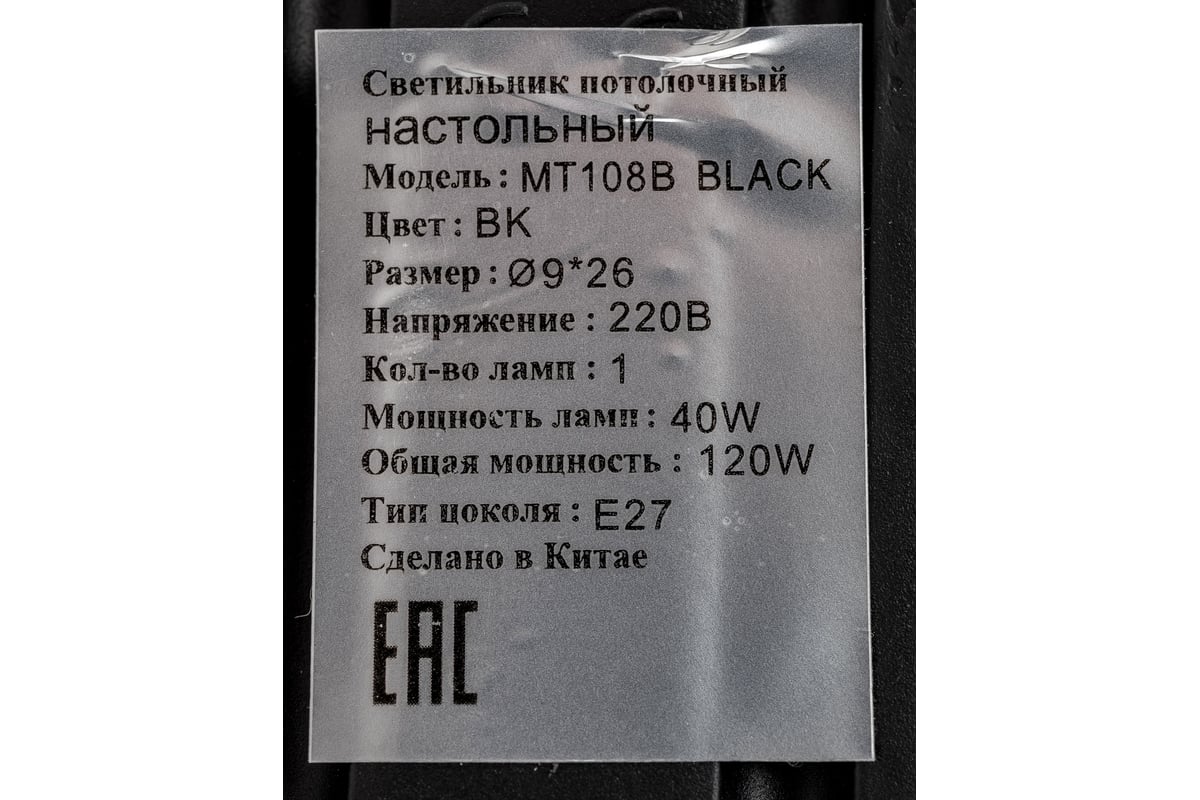 Светильник потолочный
настольный
Модель : MT108B BLACK
Цвет : BK
Размер : Ø9*26
Напряжение : 220В
Кол-во ламп : 1
Мощность ламп : 40W
Общая мощность : 120W
Тип цоколя : E27
Сделано в Китае
EAC